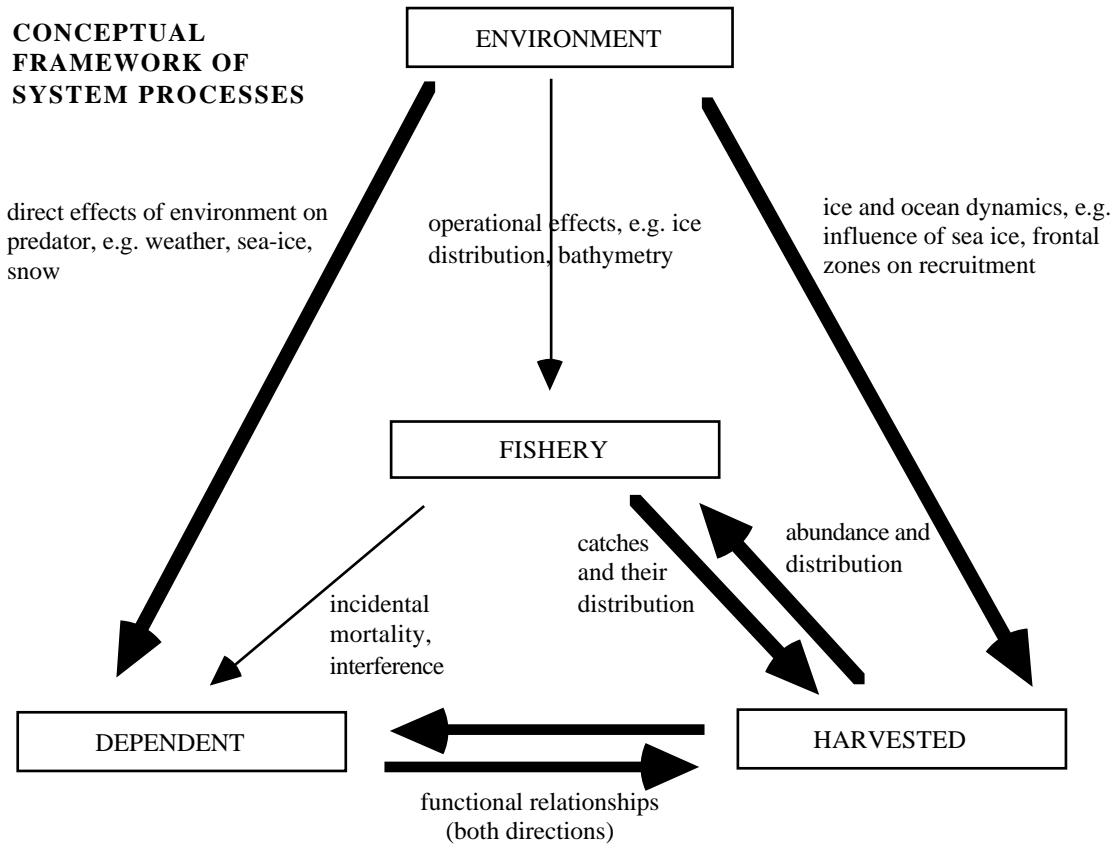 CONCEPTUAL
FRAMEWORK OF
SYSTEM PROCESSES
ENVIRONMENT
direct effects of environment on
predator, e.g. weather, sea-ice,
snow
operational effects, e.g. ice
distribution, bathymetry
ice and ocean dynamics, e.g.
influence of sea ice, frontal
zones on recruitment
FISHERY
incidental
mortality,
interference
catches
and their
distribution
abundance and
distribution
DEPENDENT
HARVESTED
functional relationships
(both directions)